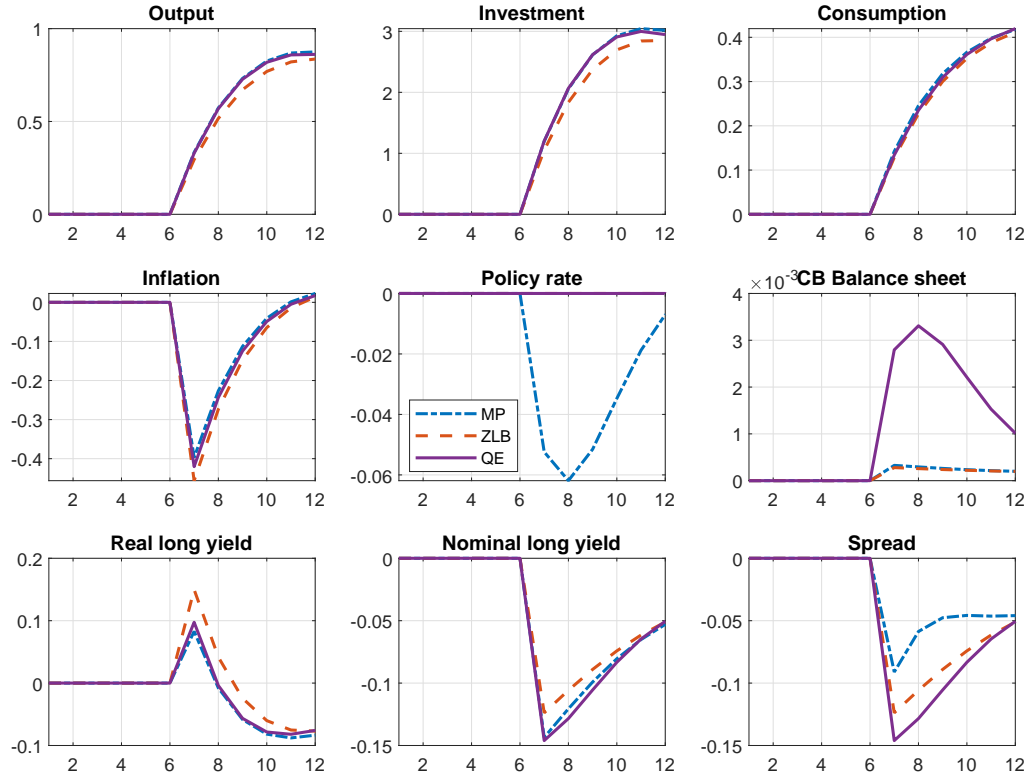 Output
Investment
Consumption
1
0.5
0
2 4 6 8 10 12
3
2
1
0
2 4 6 8 10 12
0.4
0.3
0.2
0.1
0
2 4 6 8 10 12
Inflation
Policy rate
×10-3 CB Balance sheet
0
-0.1
-0.2
-0.3
-0.4
2 4 6 8 10 12
0
-0.02
-0.04
-0.06
MP
ZLB
QE
2 4 6 8 10 12
4
3
2
1
0
2 4 6 8 10 12
Real long yield
Nominal long yield
Spread
0.2
0.1
0
-0.1
2 4 6 8 10 12
0
-0.05
-0.1
-0.15
2 4 6 8 10 12
0
-0.05
-0.1
-0.15
2 4 6 8 10 12